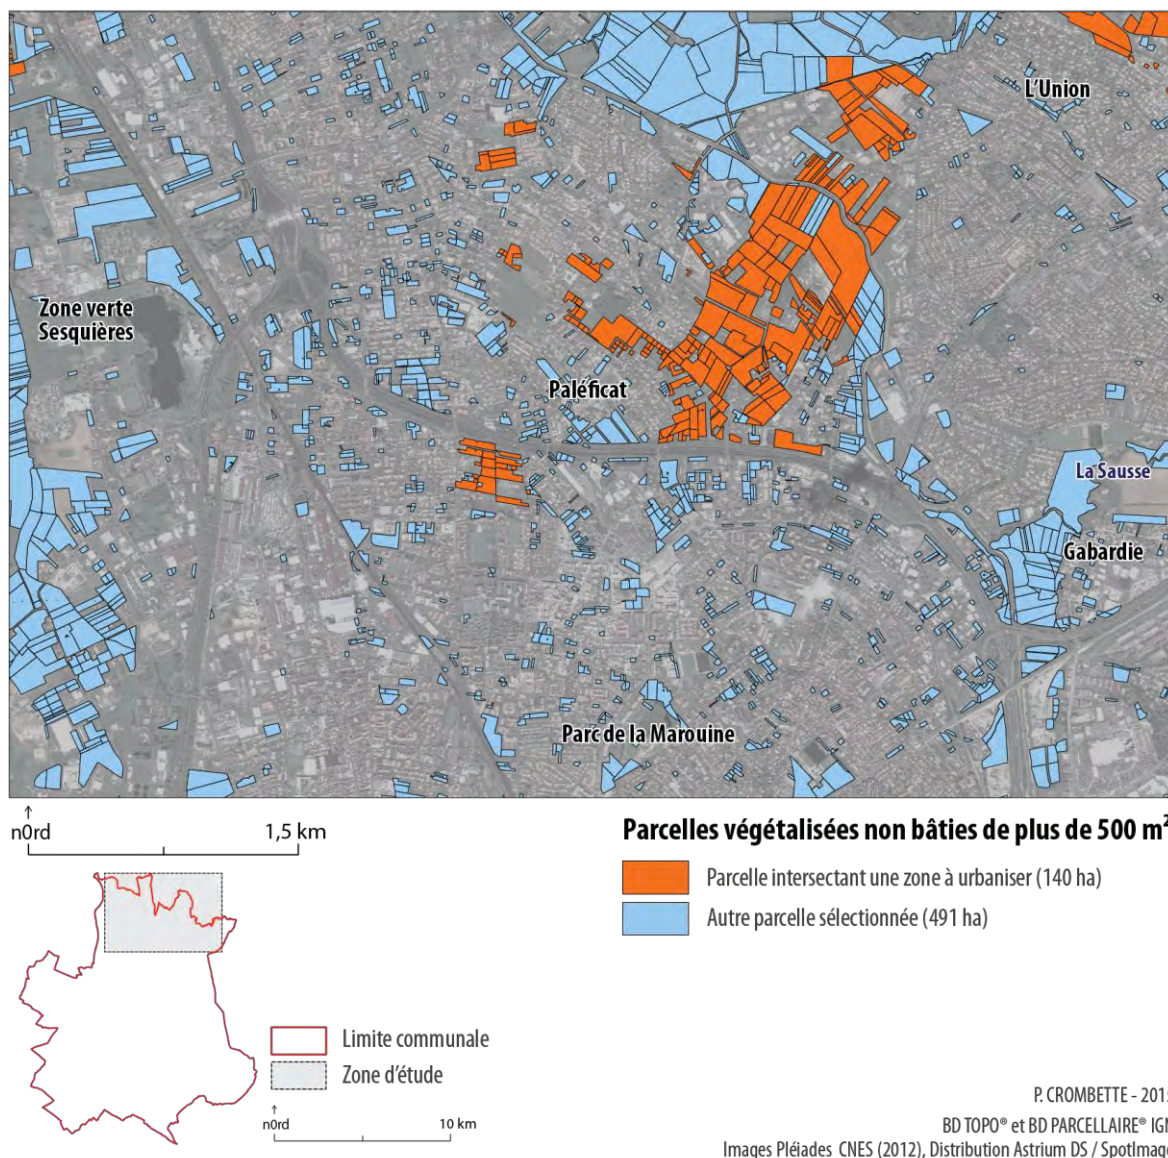 L'Union
Zone verte
Sesquières
Paléficat
La Sausse
Gabardie
Parc de la Marouine
n0rd
1,5 km
Parcelles végétalisées non bâties de plus de 500 m²
Parcelle intersectant une zone à urbaniser (140 ha)
Autre parcelle sélectionnée (491 ha)
Limite communale
Zone d'étude
n0rd
10 km
P. CROMBETTE - 201
BD TOPO® et BD PARCELLAIRE® IG
Images Pléiades CNES (2012), Distribution Astrium DS / SpotImag